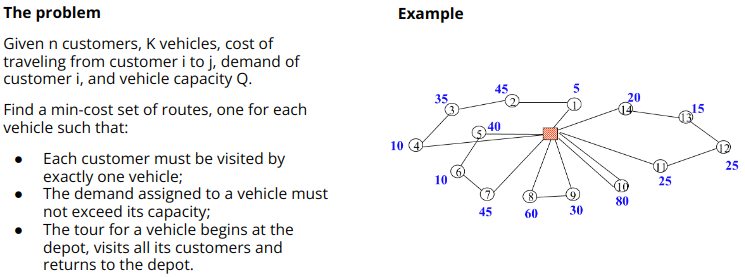 The problem
Given n customers, K vehicles, cost of
traveling from customer i to j, demand of
customer i, and vehicle capacity Q.
Find a min-cost set of routes, one for each
vehicle such that:
● Each customer must be visited by
exactly one vehicle;
● The demand assigned to a vehicle must
not exceed its capacity;
● The tour for a vehicle begins at the
depot, visits all its customers and
returns to the depot.
Example
45 5
35 2 1 20
3 14 15
40 13
10 4 5
12
6 11 25
10 10 25
7 8 9 80
45 60 30